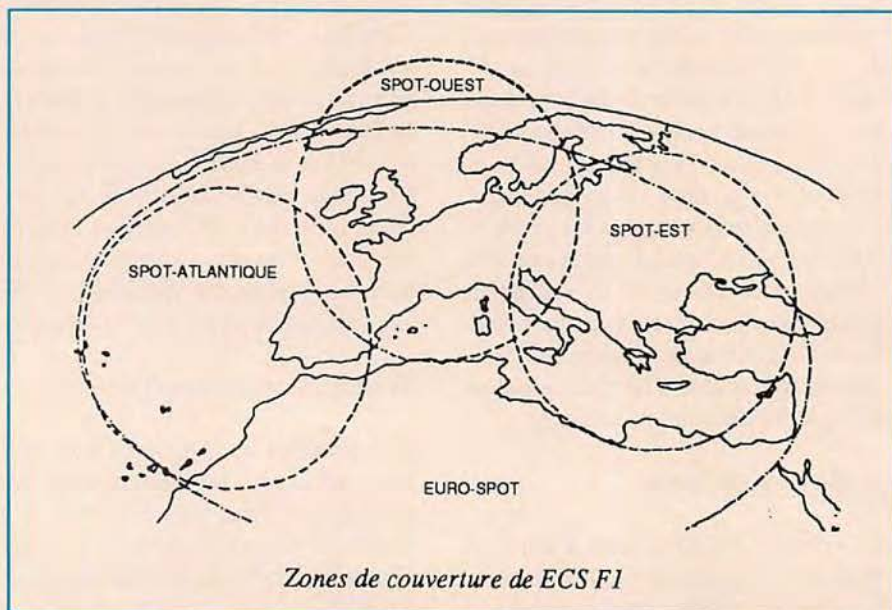 SPOT-OUEST
SPOT-EST
SPOT-ATLANTIQUE
EURO-SPOT
Zones de couverture de ECS F1